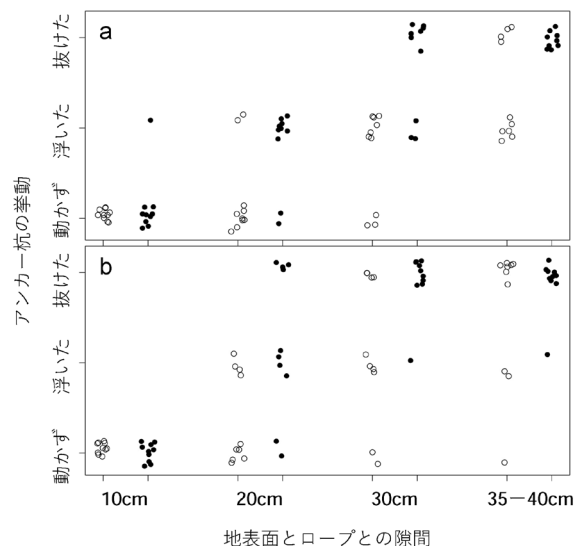 a
抜けた
浮いた
動かず
アンカー杭の挙動
b
抜けた
浮いた
動かず
10cm
20cm
30cm
35－40cm
地表面とロープとの隙間